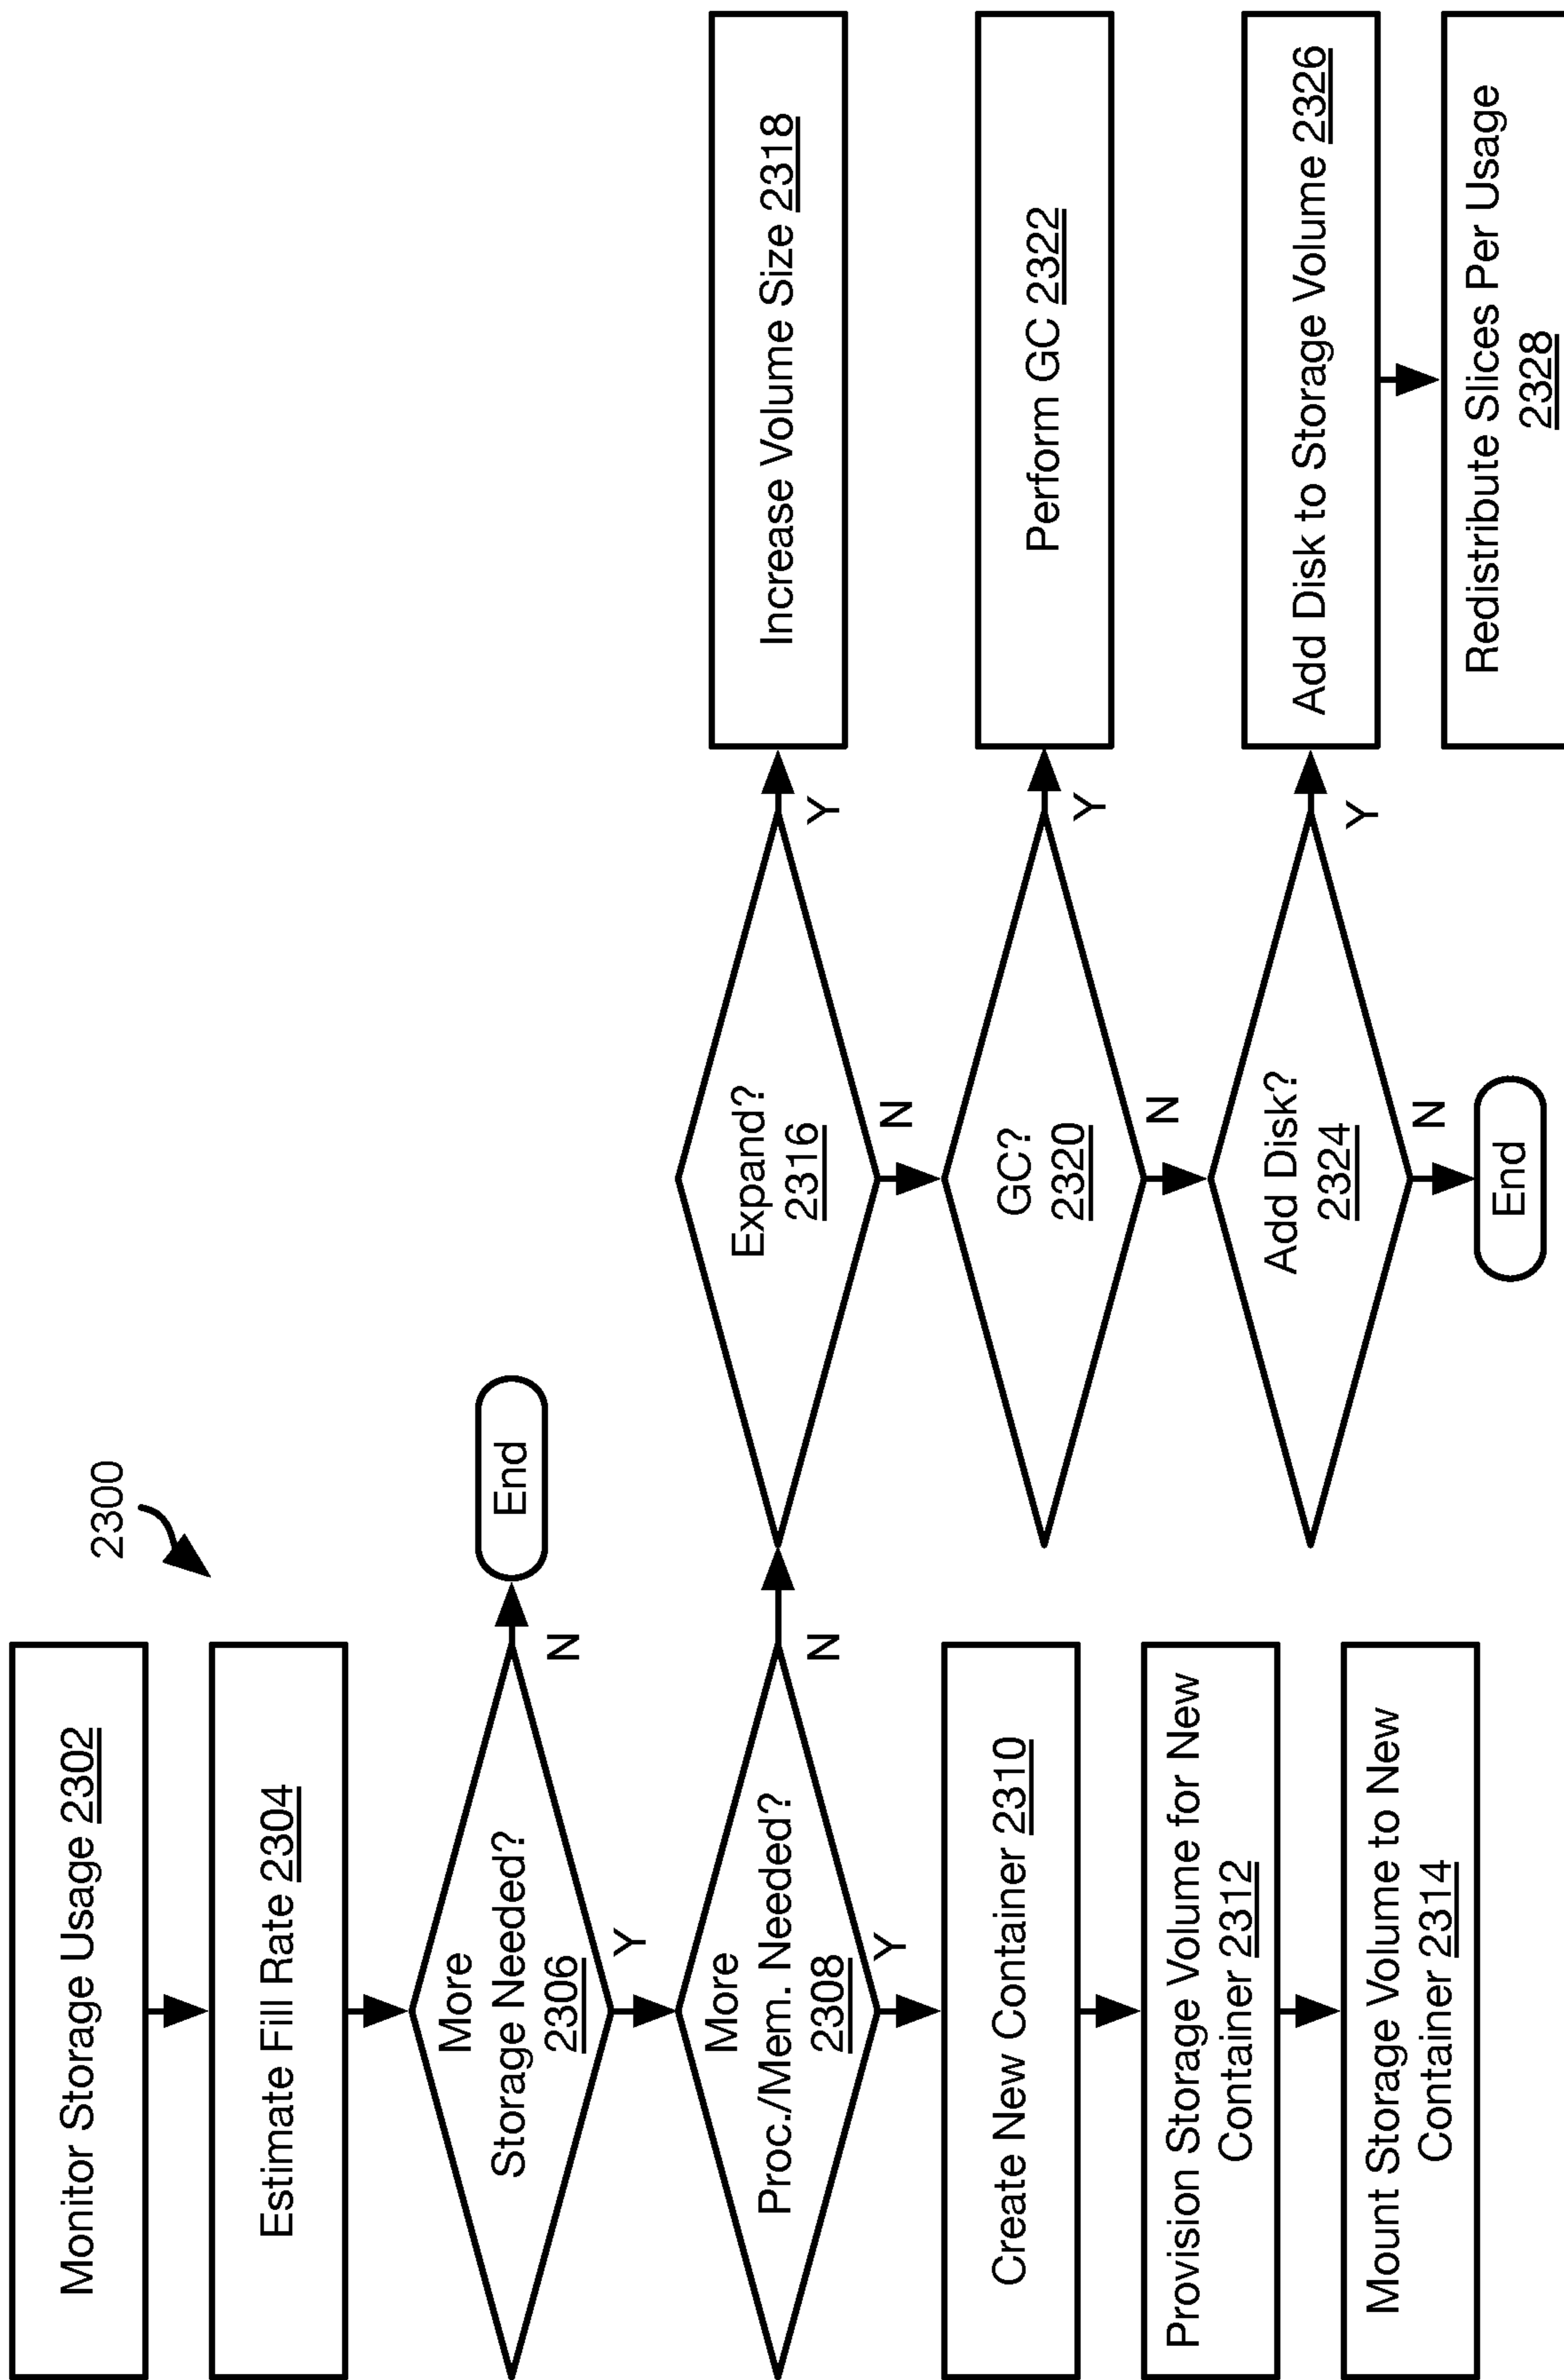 2300
Monitor Storage Usage 2302
Estimate Fill Rate 2304
More
Storage Needed?
2306
N
End
Y
More
Proc./Mem. Needed?
2308
N
Y
Create New Container 2310
Provision Storage Volume for New
Container 2312
Mount Storage Volume to New
Container 2314
Expand?
2316
Y
Increase Volume Size 2318
N
GC?
2320
Y
Perform GC 2322
N
Add Disk?
2324
Y
Add Disk to Storage Volume 2326
N
End
Redistribute Slices Per Usage
2328